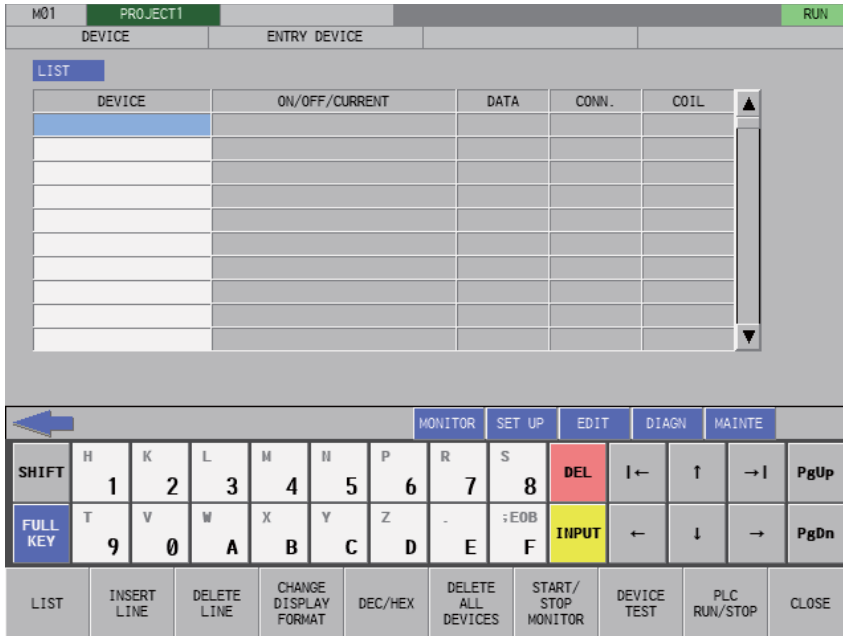 MØ1 PROJECT1 RUN
DEVICE ENTRY DEVICE
LIST
DEVICE ON/OFF/CURRENT DATA CONN. COIL
MONITOR SET UP EDIT DIAGN MAINTE
SHIFT H 1 K 2 L 3 M 4 N 5 P 6 R 7 S 8 DEL |← ↑ →| PgUp
FULL KEY T 9 V Ø W A X B Y C Z D - E ;EOB F INPUT ← ↓ → PgDn
LIST INSERT LINE DELETE LINE CHANGE DISPLAY FORMAT DEC/HEX DELETE ALL DEVICES START/STOP MONITOR DEVICE TEST PLC RUN/STOP CLOSE